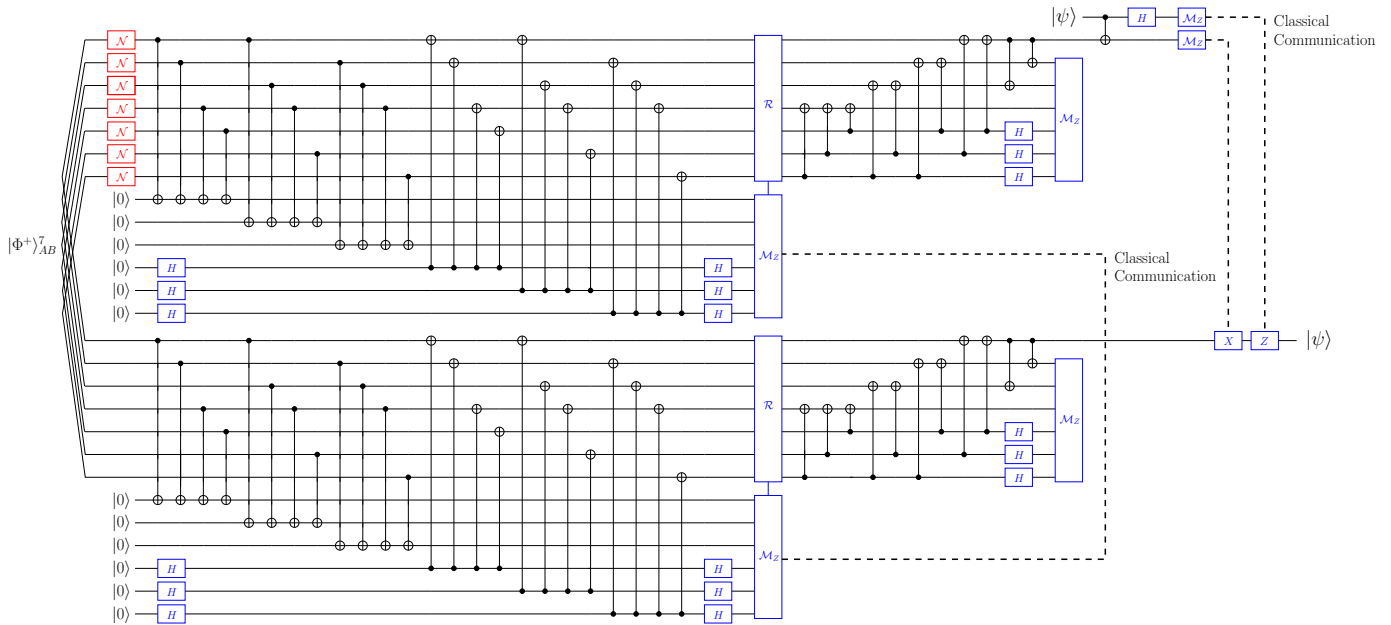 |ψ⟩ H M_Z Classical
N M_Z Communication
N
N
N R M_Z
N H
N H
N H
|0⟩
|0⟩
|Φ⁺⟩⁷_AB |0⟩
|0⟩ H H M_Z Classical
|0⟩ H H Communication
|0⟩ H H
X Z |ψ⟩
R M_Z
H
H
H
|0⟩
|0⟩
|0⟩ M_Z
|0⟩ H H
|0⟩ H H
|0⟩ H H